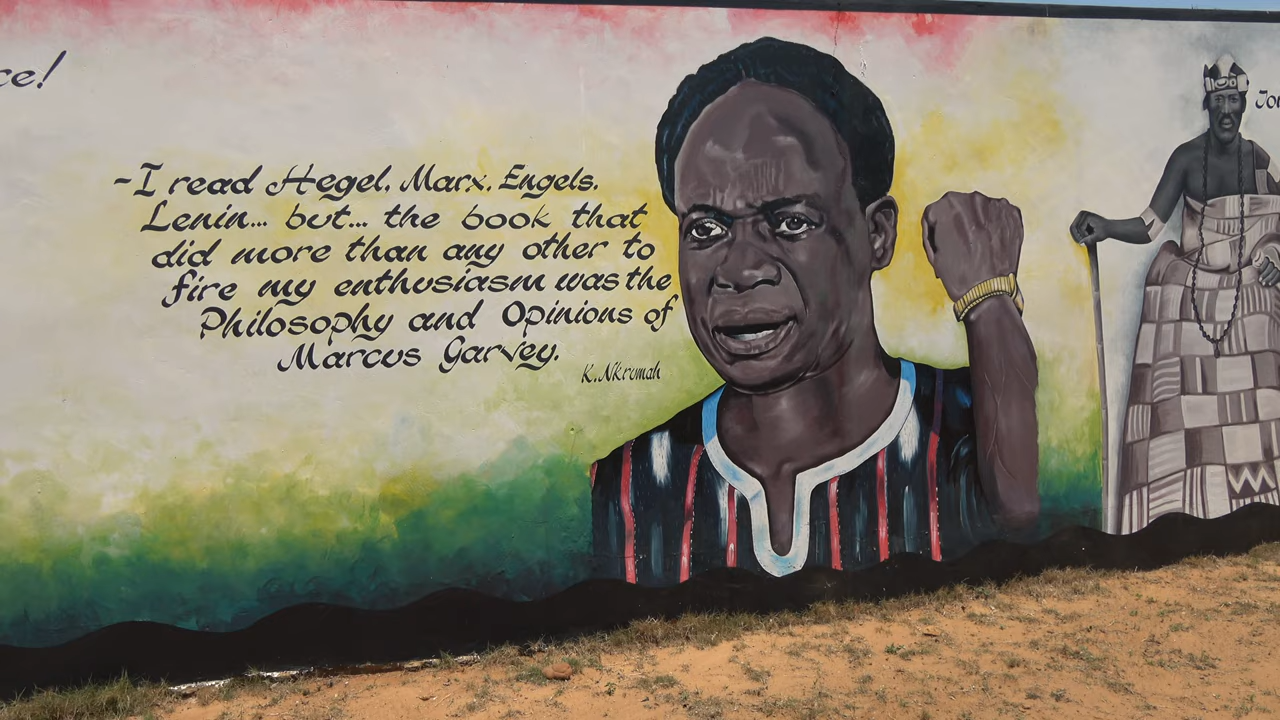 ce!
-I read Hegel, Marx, Engels,
Lenin... but... the book that
did more than any other to
fire my enthusiasm was the
Philosophy and Opinions of
Marcus Garvey.
K. Nkrumah